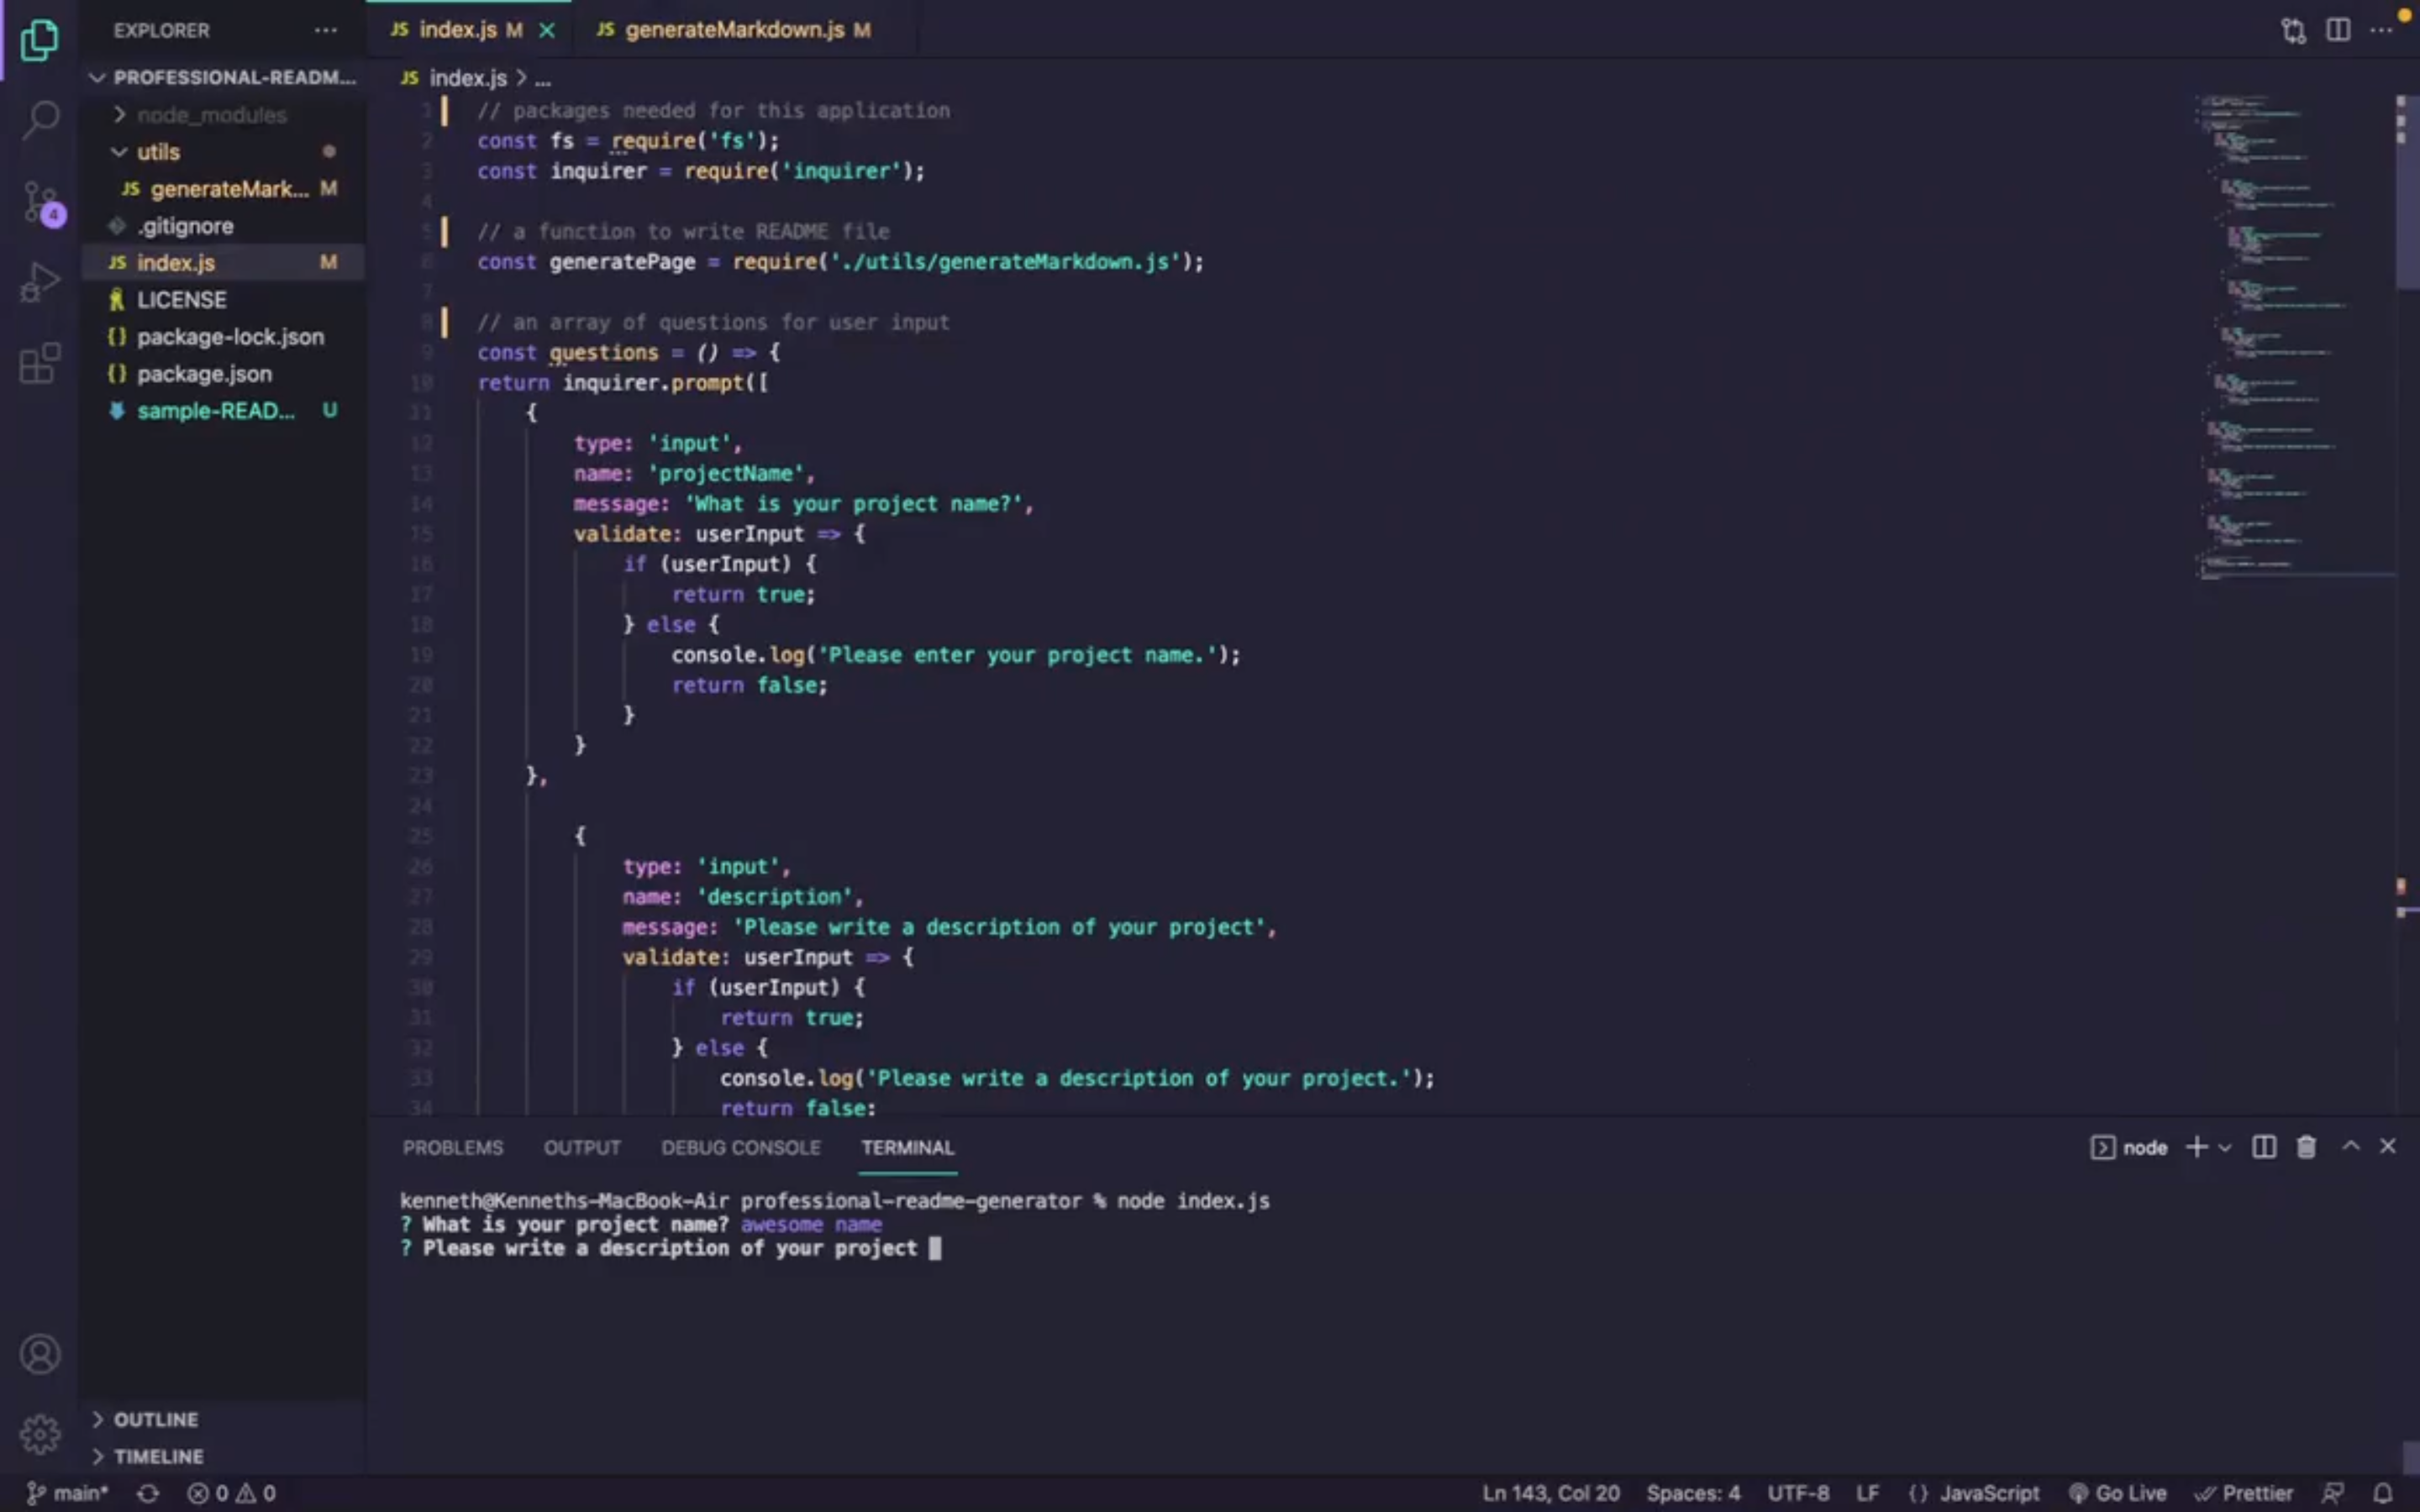 EXPLORER
PROFESSIONAL-READM...
node_modules
utils
JS generateMark... M
.gitignore
JS index.js M
LICENSE
{} package-lock.json
{} package.json
sample-READ... U
OUTLINE
TIMELINE
4
JS index.js M
JS generateMarkdown.js M
JS index.js > ...
1 // packages needed for this application
2 const fs = require('fs');
3 const inquirer = require('inquirer');
4
5 // a function to write README file
6 const generatePage = require('./utils/generateMarkdown.js');
7
8 // an array of questions for user input
9 const questions = () => {
10 return inquirer.prompt([
11 {
12 type: 'input',
13 name: 'projectName',
14 message: 'What is your project name?',
15 validate: userInput => {
16 if (userInput) {
17 return true;
18 } else {
19 console.log('Please enter your project name.');
20 return false;
21 }
22 }
23 },
24
25 {
26 type: 'input',
27 name: 'description',
28 message: 'Please write a description of your project',
29 validate: userInput => {
30 if (userInput) {
31 return true;
32 } else {
33 console.log('Please write a description of your project.');
34 return false;
PROBLEMS OUTPUT DEBUG CONSOLE TERMINAL
node
kenneth@Kenneths-MacBook-Air professional-readme-generator % node index.js
? What is your project name? awesome name
? Please write a description of your project
main* 0 0
Ln 143, Col 20 Spaces: 4 UTF-8 LF {} JavaScript Go Live Prettier